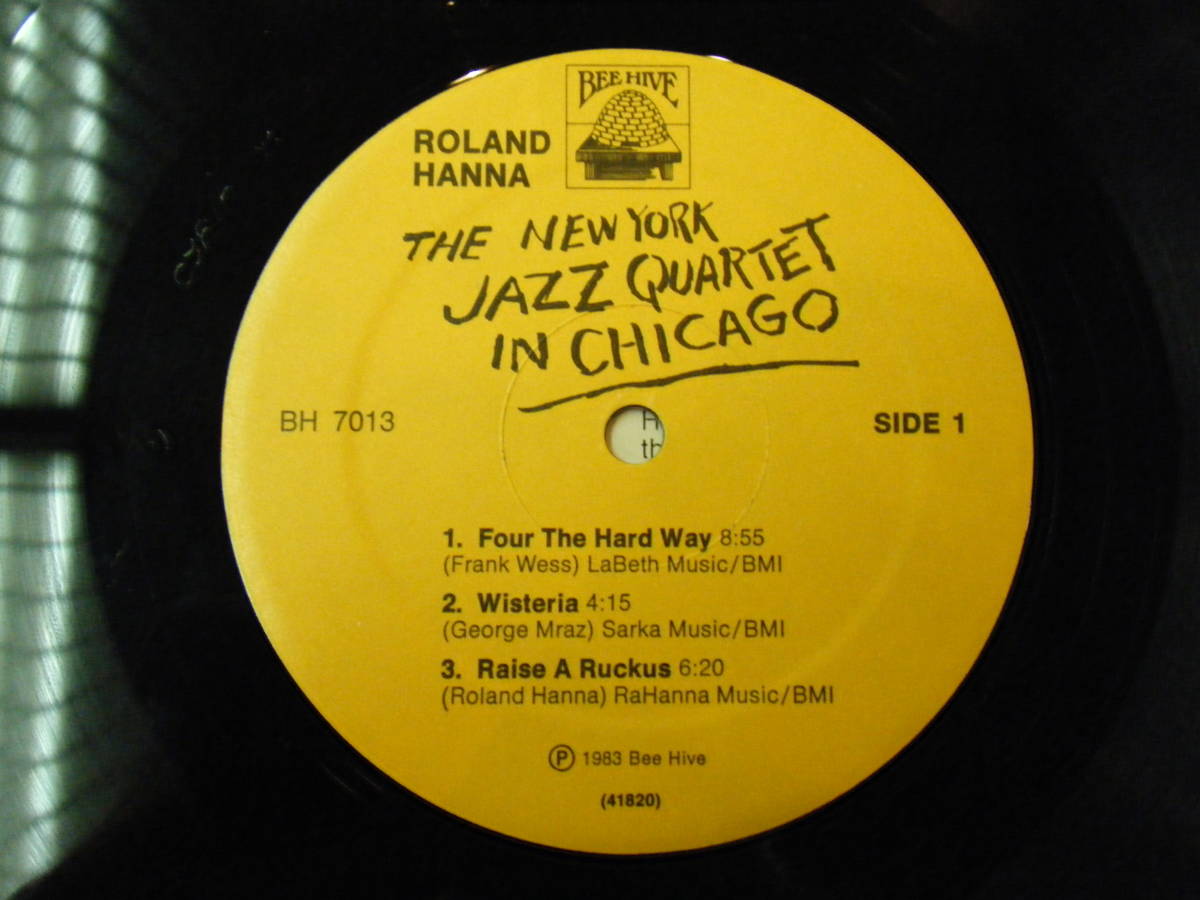 BEE HIVE
ROLAND
HANNA
THE NEW YORK
JAZZ QUARTET
IN CHICAGO
BH 7013
SIDE 1
H
th
1. Four The Hard Way 8:55
(Frank Wess) LaBeth Music/BMI
2. Wisteria 4:15
(George Mraz) Sarka Music/BMI
3. Raise A Ruckus 6:20
(Roland Hanna) RaHanna Music/BMI
Ⓟ 1983 Bee Hive
(41820)